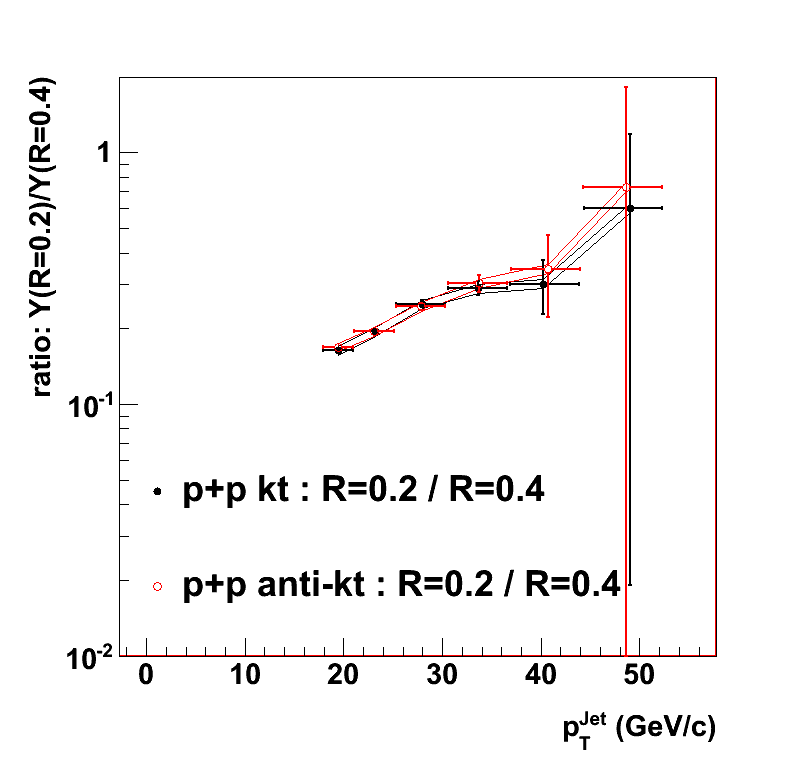 ratio: Y(R=0.2)/Y(R=0.4)
1
10⁻¹
p+p kt : R=0.2 / R=0.4
p+p anti-kt : R=0.2 / R=0.4
10⁻²
0 10 20 30 40 50
p_T^Jet (GeV/c)